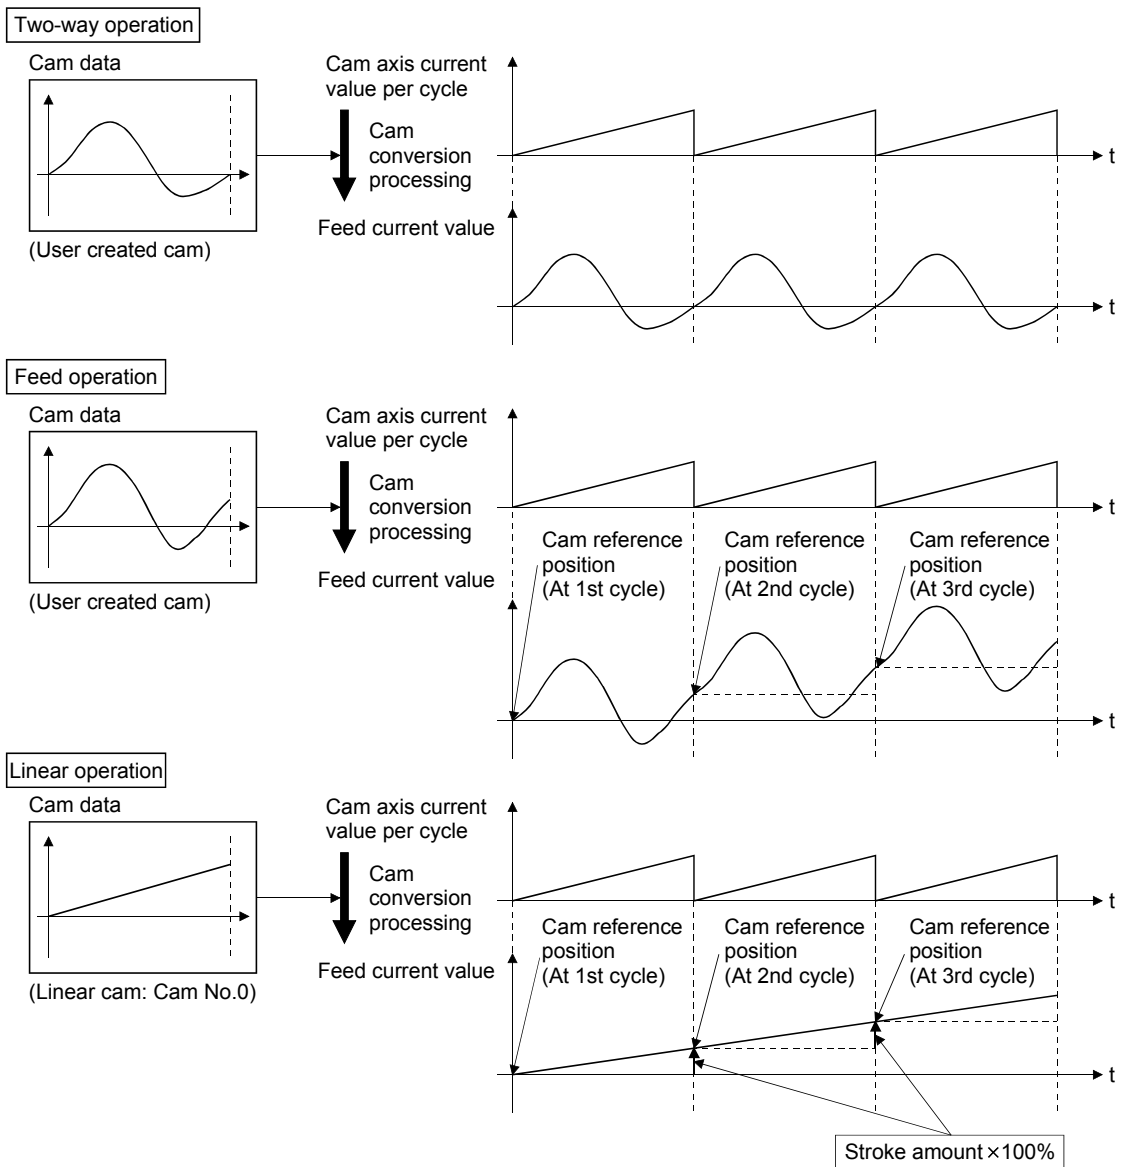 Two-way operation
Cam data
(User created cam)
Cam axis current
value per cycle
Cam
conversion
processing
Feed current value
t
t
Feed operation
Cam data
(User created cam)
Cam axis current
value per cycle
Cam
conversion
processing
Feed current value
t
Cam reference
position
(At 1st cycle)
Cam reference
position
(At 2nd cycle)
Cam reference
position
(At 3rd cycle)
t
Linear operation
Cam data
(Linear cam: Cam No.0)
Cam axis current
value per cycle
Cam
conversion
processing
Feed current value
t
Cam reference
position
(At 1st cycle)
Cam reference
position
(At 2nd cycle)
Cam reference
position
(At 3rd cycle)
t
Stroke amount ×100%